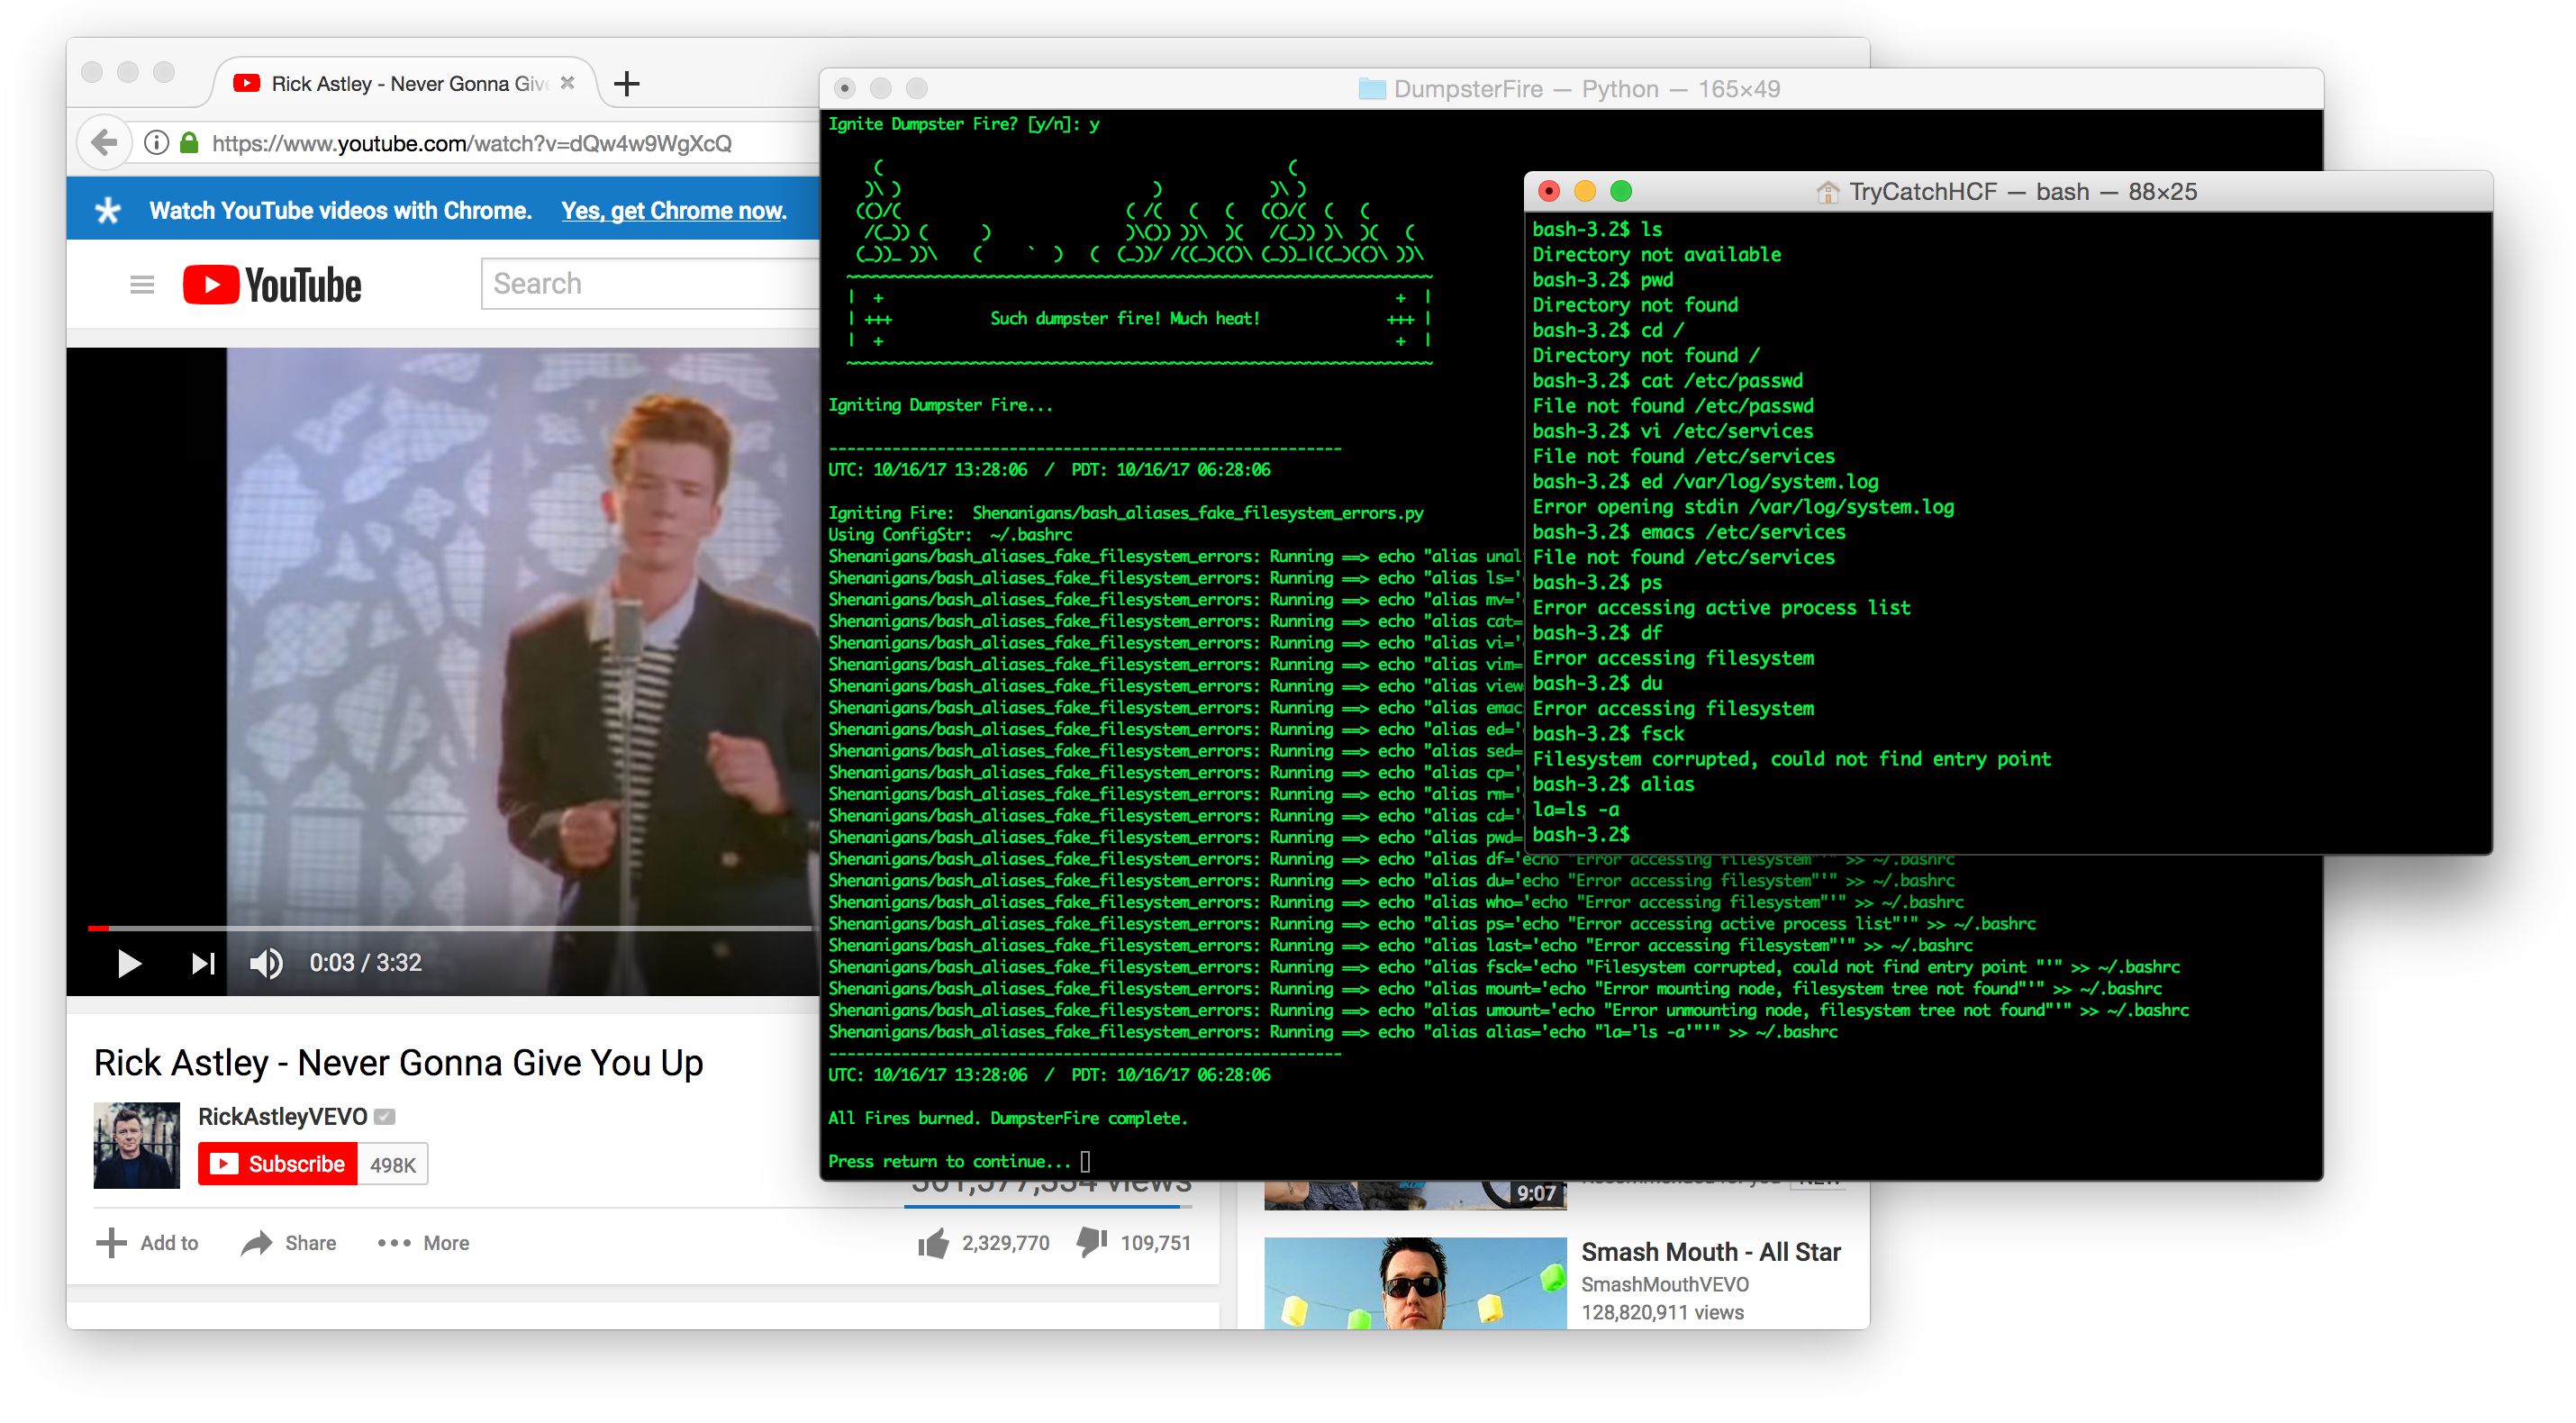 Rick Astley - Never Gonna Giv
https://www.youtube.com/watch?v=dQw4w9WgXcQ
Watch YouTube videos with Chrome. Yes, get Chrome now.
YouTube
Search
0:03 / 3:32
Rick Astley - Never Gonna Give You Up
RickAstleyVEVO
Subscribe 498K
views
Add to Share More
2,329,770 109,751
9:07
Recommended for you NEW
Smash Mouth - All Star
SmashMouthVEVO
128,820,911 views
DumpsterFire — Python — 165×49
Ignite Dumpster Fire? [y/n]: y
Such dumpster fire! Much heat!
Igniting Dumpster Fire...
---------------------------------------------------------
UTC: 10/16/17 13:28:06 / PDT: 10/16/17 06:28:06
Igniting Fire: Shenanigans/bash_aliases_fake_filesystem_errors.py
Using ConfigStr: ~/.bashrc
Shenanigans/bash_aliases_fake_filesystem_errors: Running ==> echo "alias unal
Shenanigans/bash_aliases_fake_filesystem_errors: Running ==> echo "alias ls='
Shenanigans/bash_aliases_fake_filesystem_errors: Running ==> echo "alias mv='
Shenanigans/bash_aliases_fake_filesystem_errors: Running ==> echo "alias cat=
Shenanigans/bash_aliases_fake_filesystem_errors: Running ==> echo "alias vi='
Shenanigans/bash_aliases_fake_filesystem_errors: Running ==> echo "alias vim=
Shenanigans/bash_aliases_fake_filesystem_errors: Running ==> echo "alias view
Shenanigans/bash_aliases_fake_filesystem_errors: Running ==> echo "alias emac
Shenanigans/bash_aliases_fake_filesystem_errors: Running ==> echo "alias ed='
Shenanigans/bash_aliases_fake_filesystem_errors: Running ==> echo "alias sed=
Shenanigans/bash_aliases_fake_filesystem_errors: Running ==> echo "alias cp='
Shenanigans/bash_aliases_fake_filesystem_errors: Running ==> echo "alias rm='
Shenanigans/bash_aliases_fake_filesystem_errors: Running ==> echo "alias cd='
Shenanigans/bash_aliases_fake_filesystem_errors: Running ==> echo "alias pwd=
Shenanigans/bash_aliases_fake_filesystem_errors: Running ==> echo "alias df='echo "Error accessing filesystem"'" >> ~/.bashrc
Shenanigans/bash_aliases_fake_filesystem_errors: Running ==> echo "alias du='echo "Error accessing filesystem"'" >> ~/.bashrc
Shenanigans/bash_aliases_fake_filesystem_errors: Running ==> echo "alias who='echo "Error accessing filesystem"'" >> ~/.bashrc
Shenanigans/bash_aliases_fake_filesystem_errors: Running ==> echo "alias ps='echo "Error accessing active process list"'" >> ~/.bashrc
Shenanigans/bash_aliases_fake_filesystem_errors: Running ==> echo "alias last='echo "Error accessing filesystem"'" >> ~/.bashrc
Shenanigans/bash_aliases_fake_filesystem_errors: Running ==> echo "alias fsck='echo "Filesystem corrupted, could not find entry point "'" >> ~/.bashrc
Shenanigans/bash_aliases_fake_filesystem_errors: Running ==> echo "alias mount='echo "Error mounting node, filesystem tree not found"'" >> ~/.bashrc
Shenanigans/bash_aliases_fake_filesystem_errors: Running ==> echo "alias umount='echo "Error unmounting node, filesystem tree not found"'" >> ~/.bashrc
Shenanigans/bash_aliases_fake_filesystem_errors: Running ==> echo "alias alias='echo "la='ls -a'"'" >> ~/.bashrc
---------------------------------------------------------
UTC: 10/16/17 13:28:06 / PDT: 10/16/17 06:28:06
All Fires burned. DumpsterFire complete.
Press return to continue...
TryCatchHCF — bash — 88×25
bash-3.2$ ls
Directory not available
bash-3.2$ pwd
Directory not found
bash-3.2$ cd /
Directory not found /
bash-3.2$ cat /etc/passwd
File not found /etc/passwd
bash-3.2$ vi /etc/services
File not found /etc/services
bash-3.2$ ed /var/log/system.log
Error opening stdin /var/log/system.log
bash-3.2$ emacs /etc/services
File not found /etc/services
bash-3.2$ ps
Error accessing active process list
bash-3.2$ df
Error accessing filesystem
bash-3.2$ du
Error accessing filesystem
bash-3.2$ fsck
Filesystem corrupted, could not find entry point
bash-3.2$ alias
la=ls -a
bash-3.2$